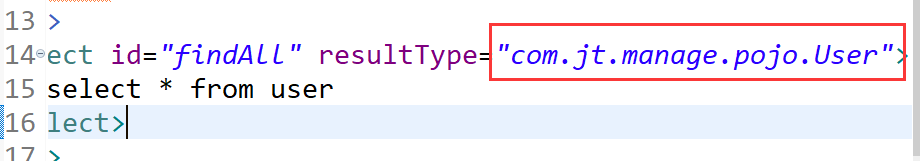 13 >
14 ect id="findAll" resultType="com.jt.manage.pojo.User">
15 select * from user
16 lect>
17 >